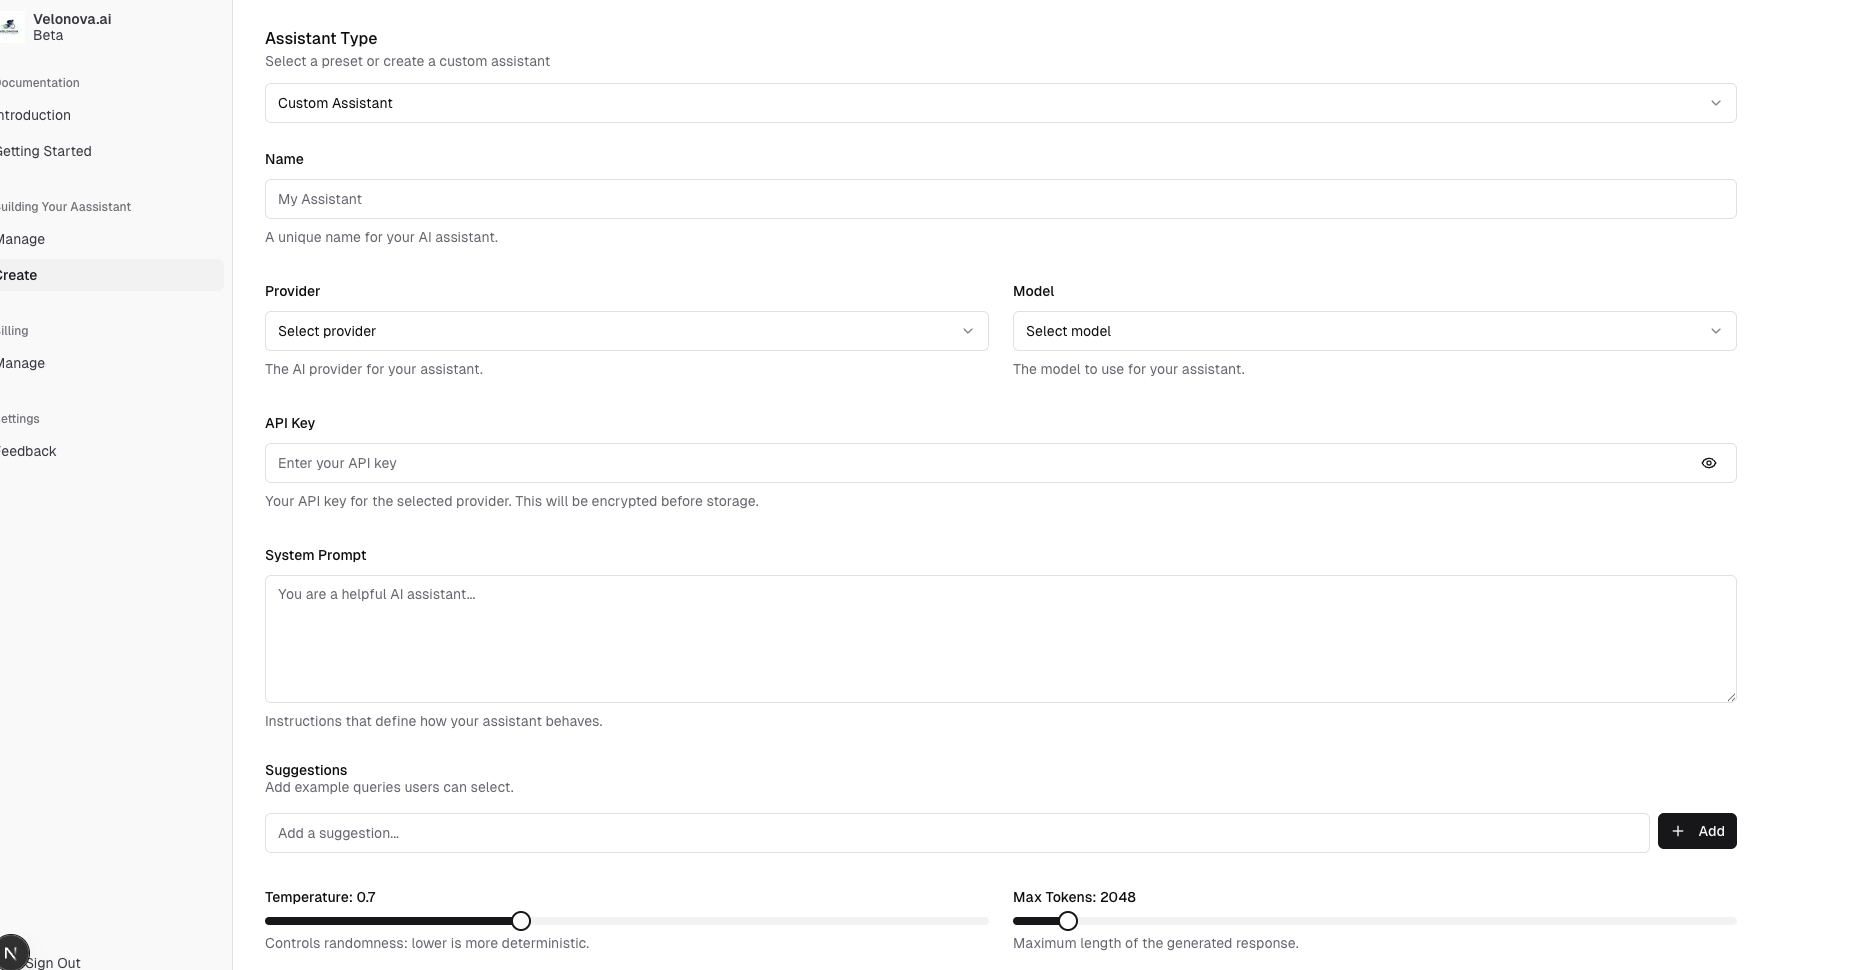 Velonova.ai
Beta
ocumentation
ntroduction
etting Started
uilding Your Aassistant
Manage
Create
illing
Manage
ettings
eedback
N
Sign Out
Assistant Type
Select a preset or create a custom assistant
Custom Assistant
Name
My Assistant
A unique name for your AI assistant.
Provider
Select provider
The AI provider for your assistant.
Model
Select model
The model to use for your assistant.
API Key
Enter your API key
Your API key for the selected provider. This will be encrypted before storage.
System Prompt
You are a helpful AI assistant...
Instructions that define how your assistant behaves.
Suggestions
Add example queries users can select.
Add a suggestion...
Add
Temperature: 0.7
Controls randomness: lower is more deterministic.
Max Tokens: 2048
Maximum length of the generated response.